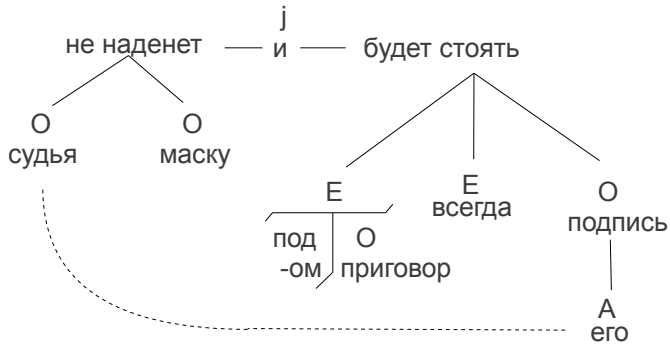 j
не наденет и будет стоять
О О
судья маску
Е Е О
всегда подпись
под О
-ом приговор
А
его